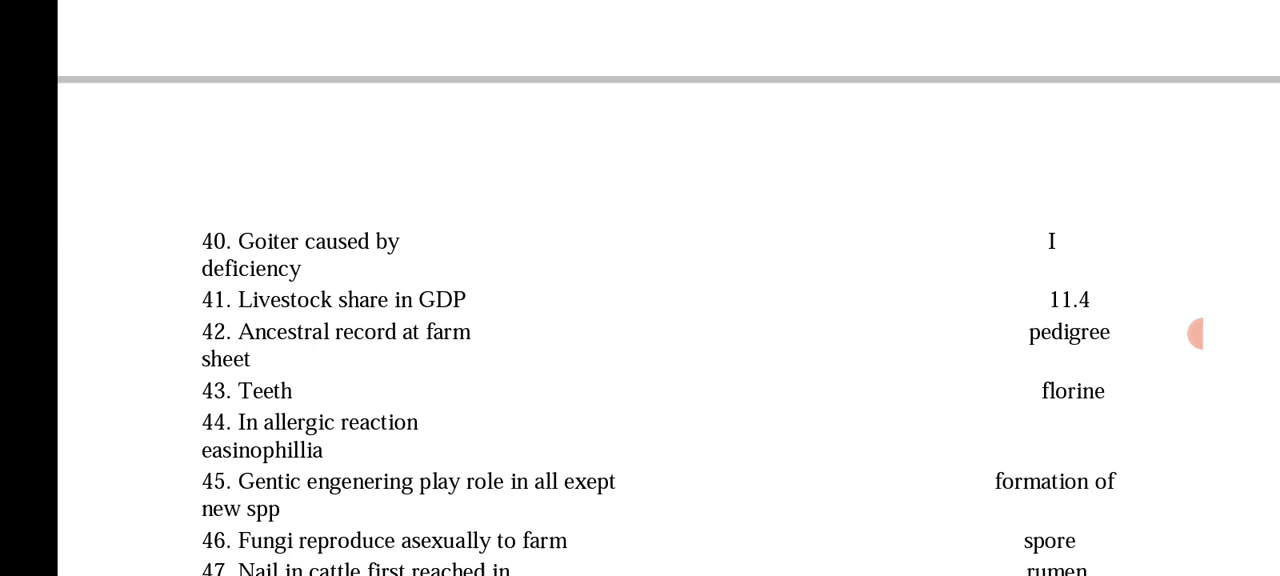 40. Goiter caused by I
deficiency
41. Livestock share in GDP 11.4
42. Ancestral record at farm pedigree
sheet
43. Teeth florine
44. In allergic reaction
easinophillia
45. Gentic engenering play role in all exept formation of
new spp
46. Fungi reproduce asexually to farm spore
47. Nail in cattle first reached in rumen